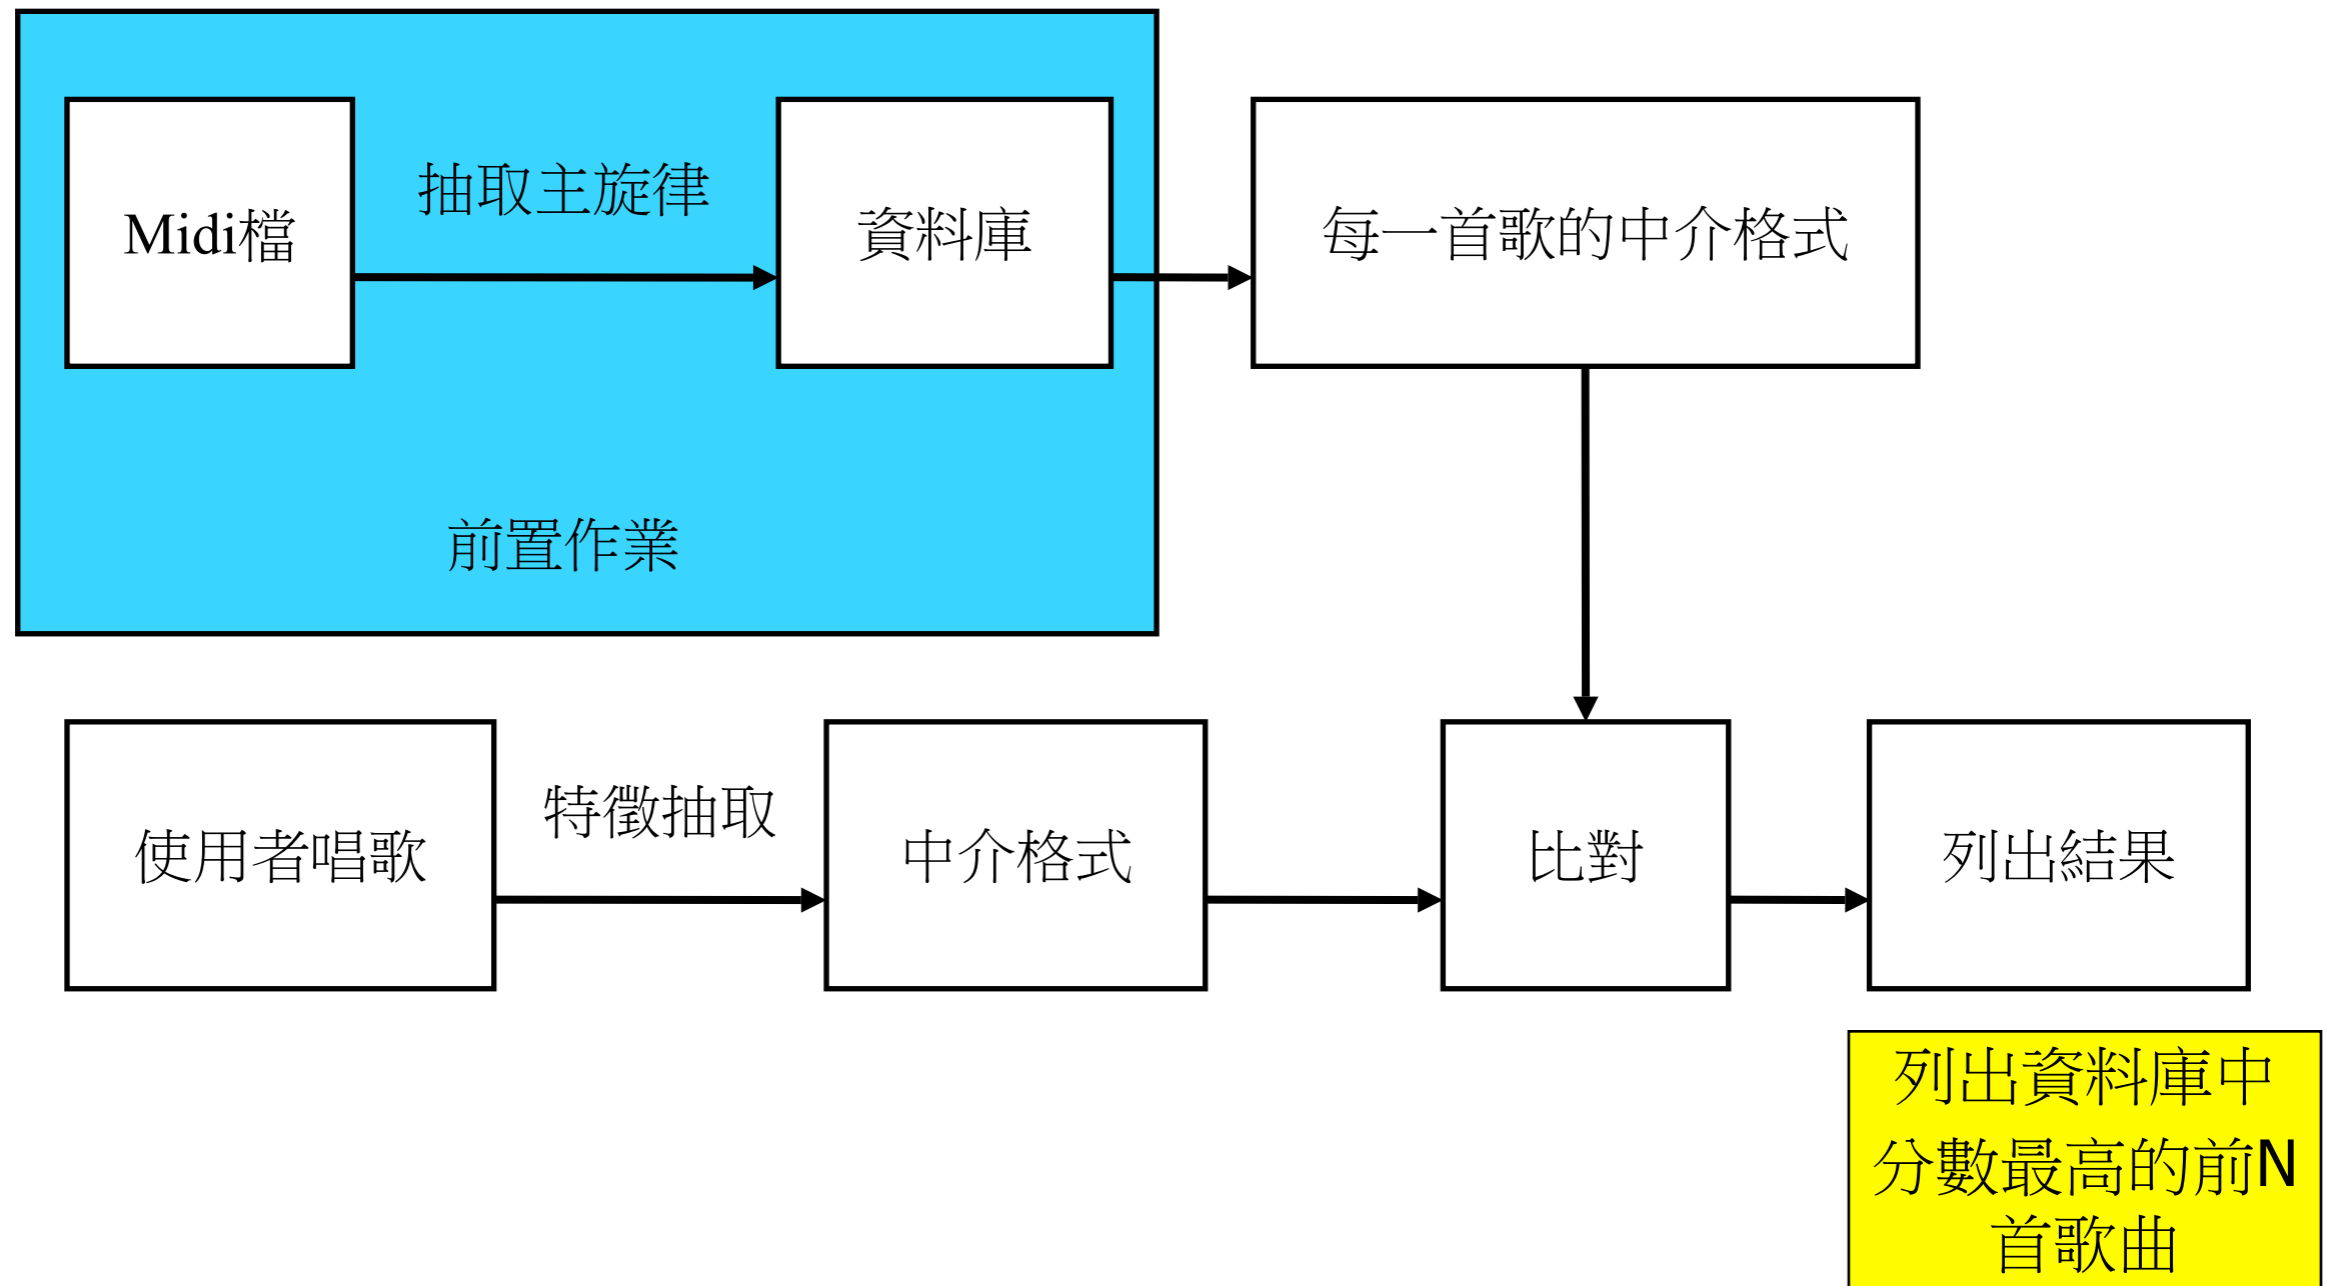 Midi檔
抽取主旋律
資料庫
每一首歌的中介格式
前置作業
使用者唱歌
特徵抽取
中介格式
比對
列出結果
列出資料庫中
分數最高的前N
首歌曲